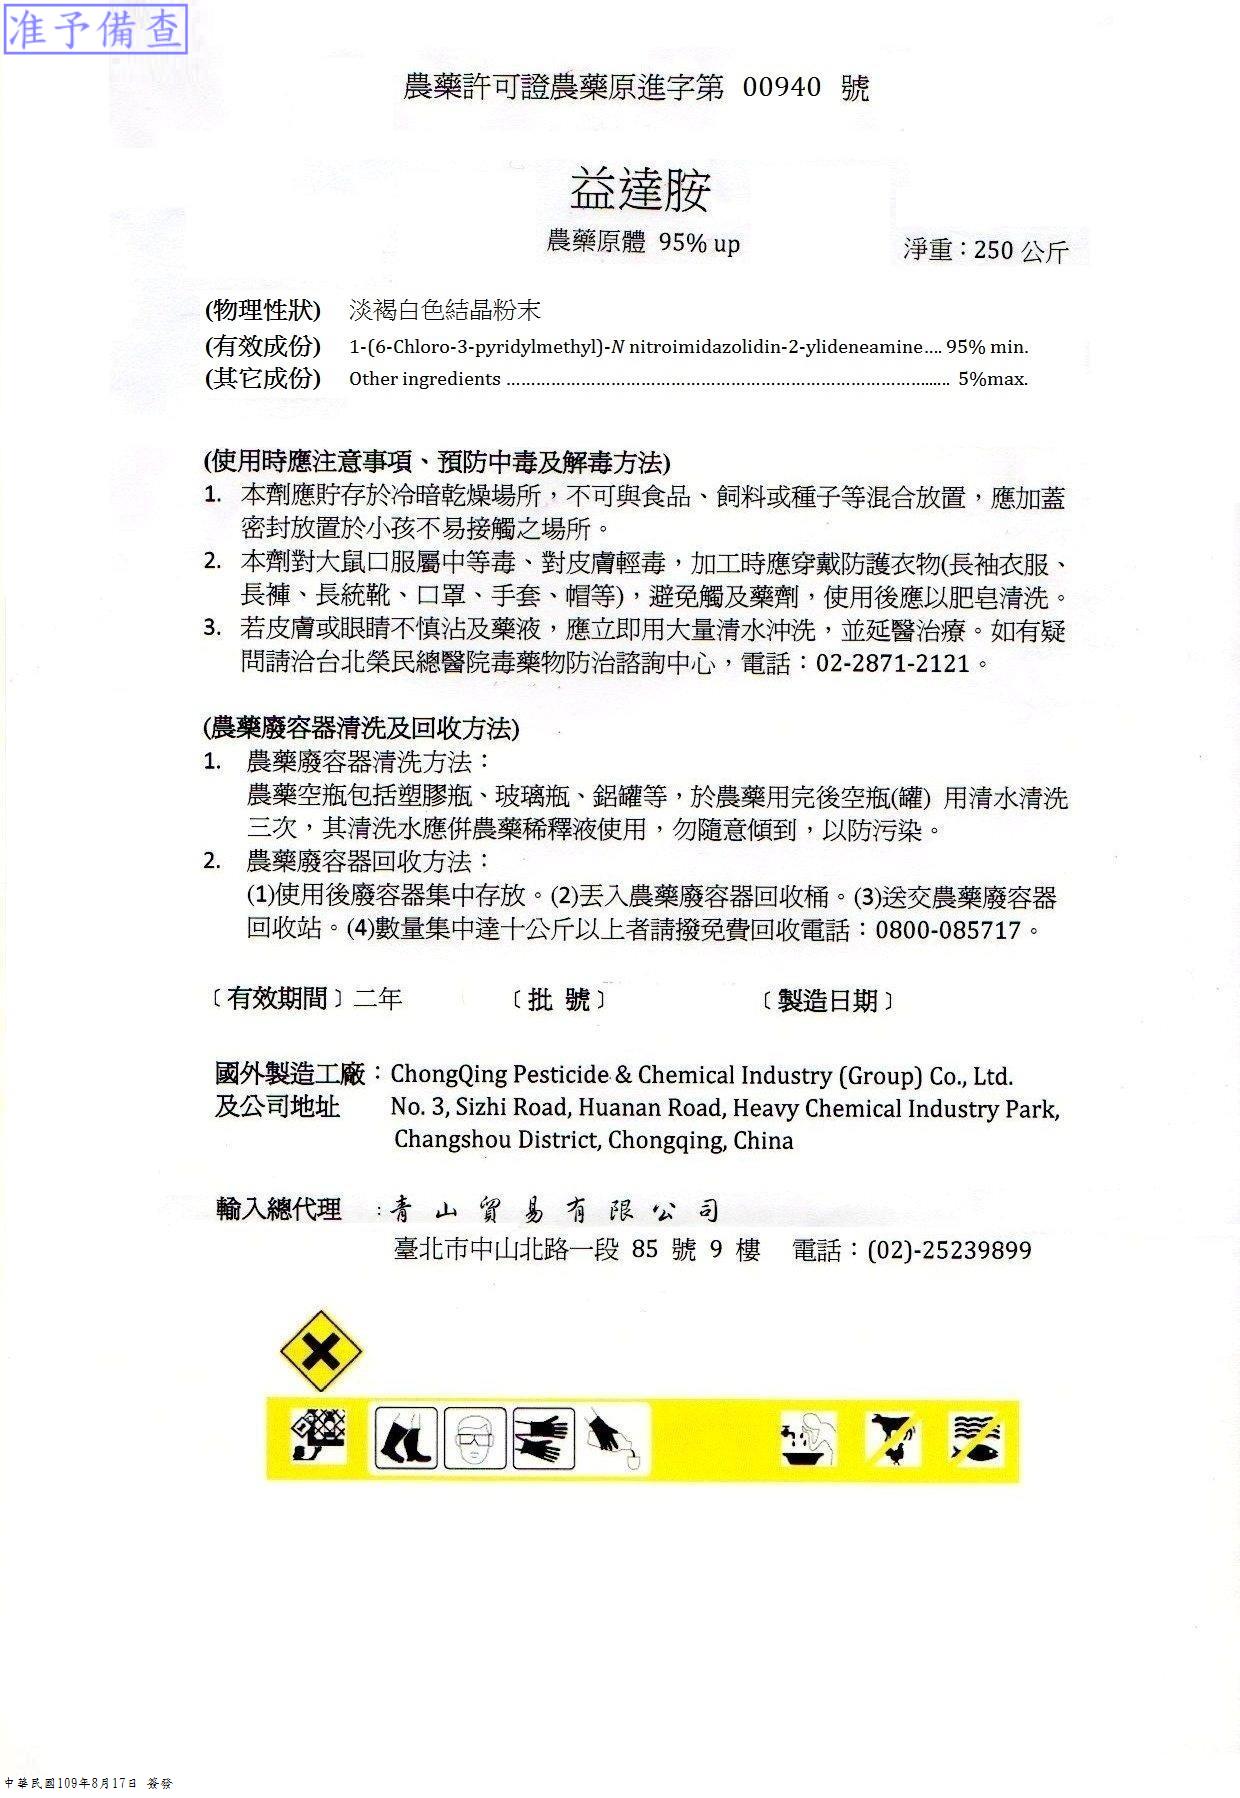 准予備查
農藥許可證農藥原進字第 00940 號
益達胺
農藥原體 95% up
淨重：250 公斤
(物理性狀) 淡褐白色結晶粉末
(有效成份) 1-(6-Chloro-3-pyridylmethyl)-N nitroimidazolidin-2-ylideneamine.... 95% min.
(其它成份) Other ingredients ................................................................................ 5%max.
(使用時應注意事項、預防中毒及解毒方法)
1. 本劑應貯存於冷暗乾燥場所，不可與食品、飼料或種子等混合放置，應加蓋
密封放置於小孩不易接觸之場所。
2. 本劑對大鼠口服屬中等毒、對皮膚輕毒，加工時應穿戴防護衣物(長袖衣服、
長褲、長統靴、口罩、手套、帽等)，避免觸及藥劑，使用後應以肥皂清洗。
3. 若皮膚或眼睛不慎沾及藥液，應立即用大量清水沖洗，並延醫治療。如有疑
問請洽台北榮民總醫院毒藥物防治諮詢中心，電話：02-2871-2121。
(農藥廢容器清洗及回收方法)
1. 農藥廢容器清洗方法：
農藥空瓶包括塑膠瓶、玻璃瓶、鋁罐等，於農藥用完後空瓶(罐) 用清水清洗
三次，其清洗水應併農藥稀釋液使用，勿隨意傾到，以防污染。
2. 農藥廢容器回收方法：
(1)使用後廢容器集中存放。(2)丟入農藥廢容器回收桶。(3)送交農藥廢容器
回收站。(4)數量集中達十公斤以上者請撥免費回收電話：0800-085717。
﹝有效期間﹞二年 ﹝批 號﹞ ﹝製造日期﹞
國外製造工廠：ChongQing Pesticide & Chemical Industry (Group) Co., Ltd.
及公司地址 No. 3, Sizhi Road, Huanan Road, Heavy Chemical Industry Park,
Changshou District, Chongqing, China
輸入總代理 ：青山貿易有限公司
臺北市中山北路一段 85 號 9 樓 電話：(02)-25239899
中華民國109年8月17日 簽發